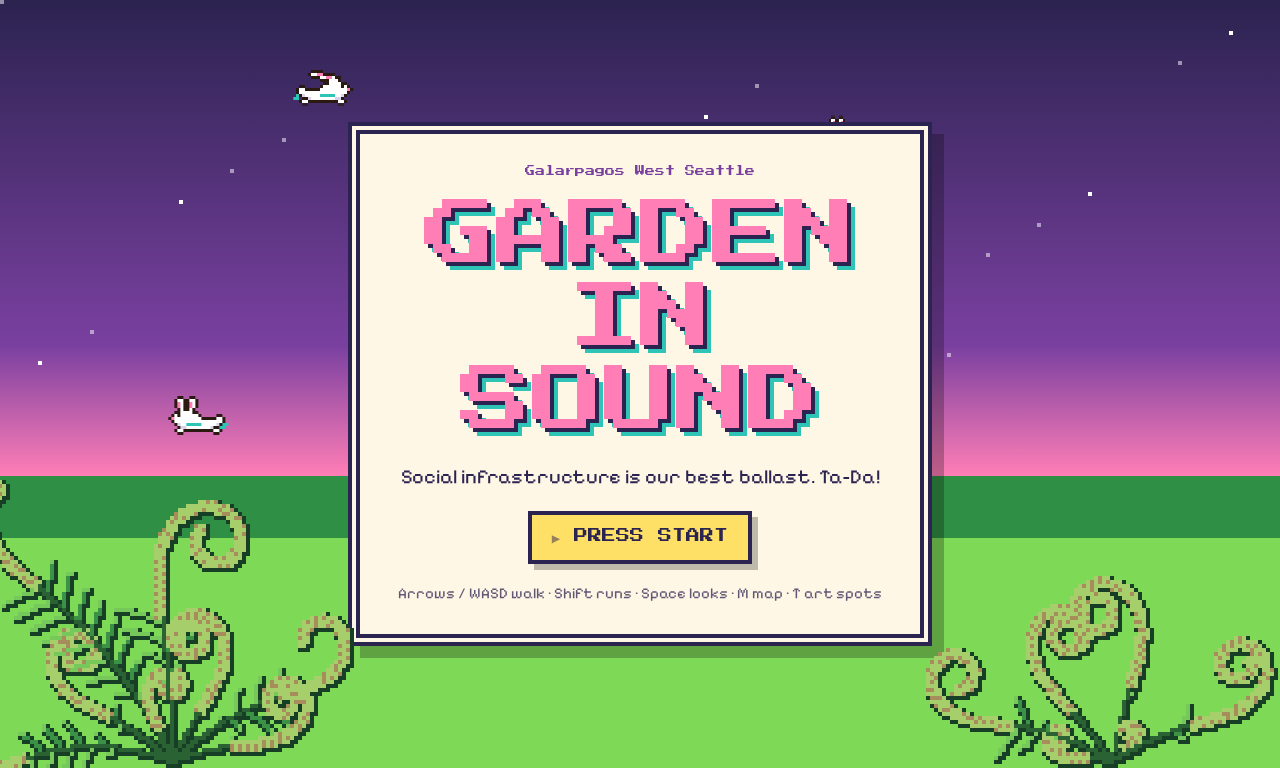 Galarpagos West Seattle
GARDEN
IN
SOUND
Social infrastructure is our best ballast. Ta-Da!
▶ PRESS START
Arrows / WASD walk · Shift runs · Space looks · M map · ↑ art spots